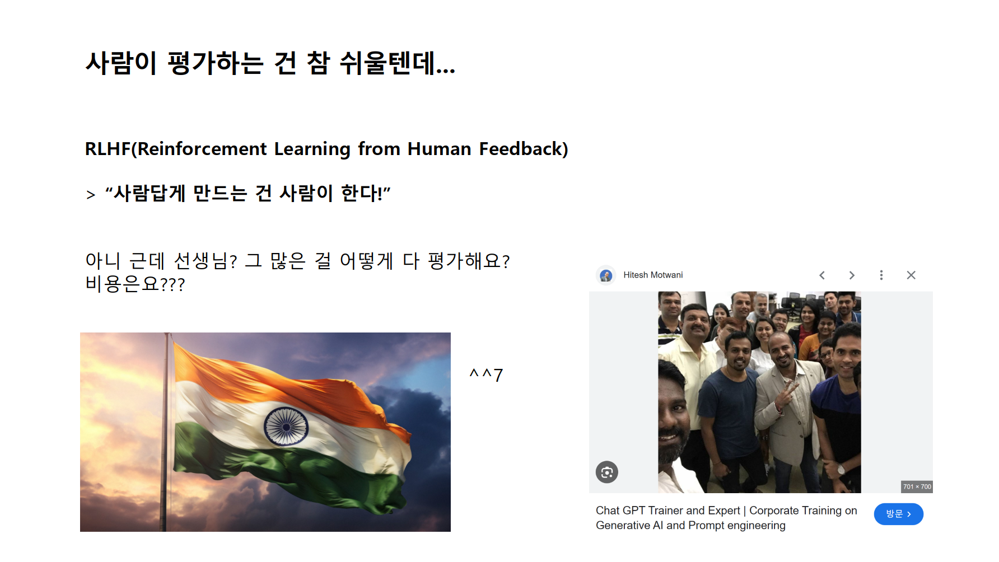 사람이 평가하는 건 참 쉬울텐데...
RLHF(Reinforcement Learning from Human Feedback)
> “사람답게 만드는 건 사람이 한다!”
아니 근데 선생님? 그 많은 걸 어떻게 다 평가해요?
비용은요???
^^7
Hitesh Motwani
701 × 700
Chat GPT Trainer and Expert | Corporate Training on
Generative AI and Prompt engineering
방문